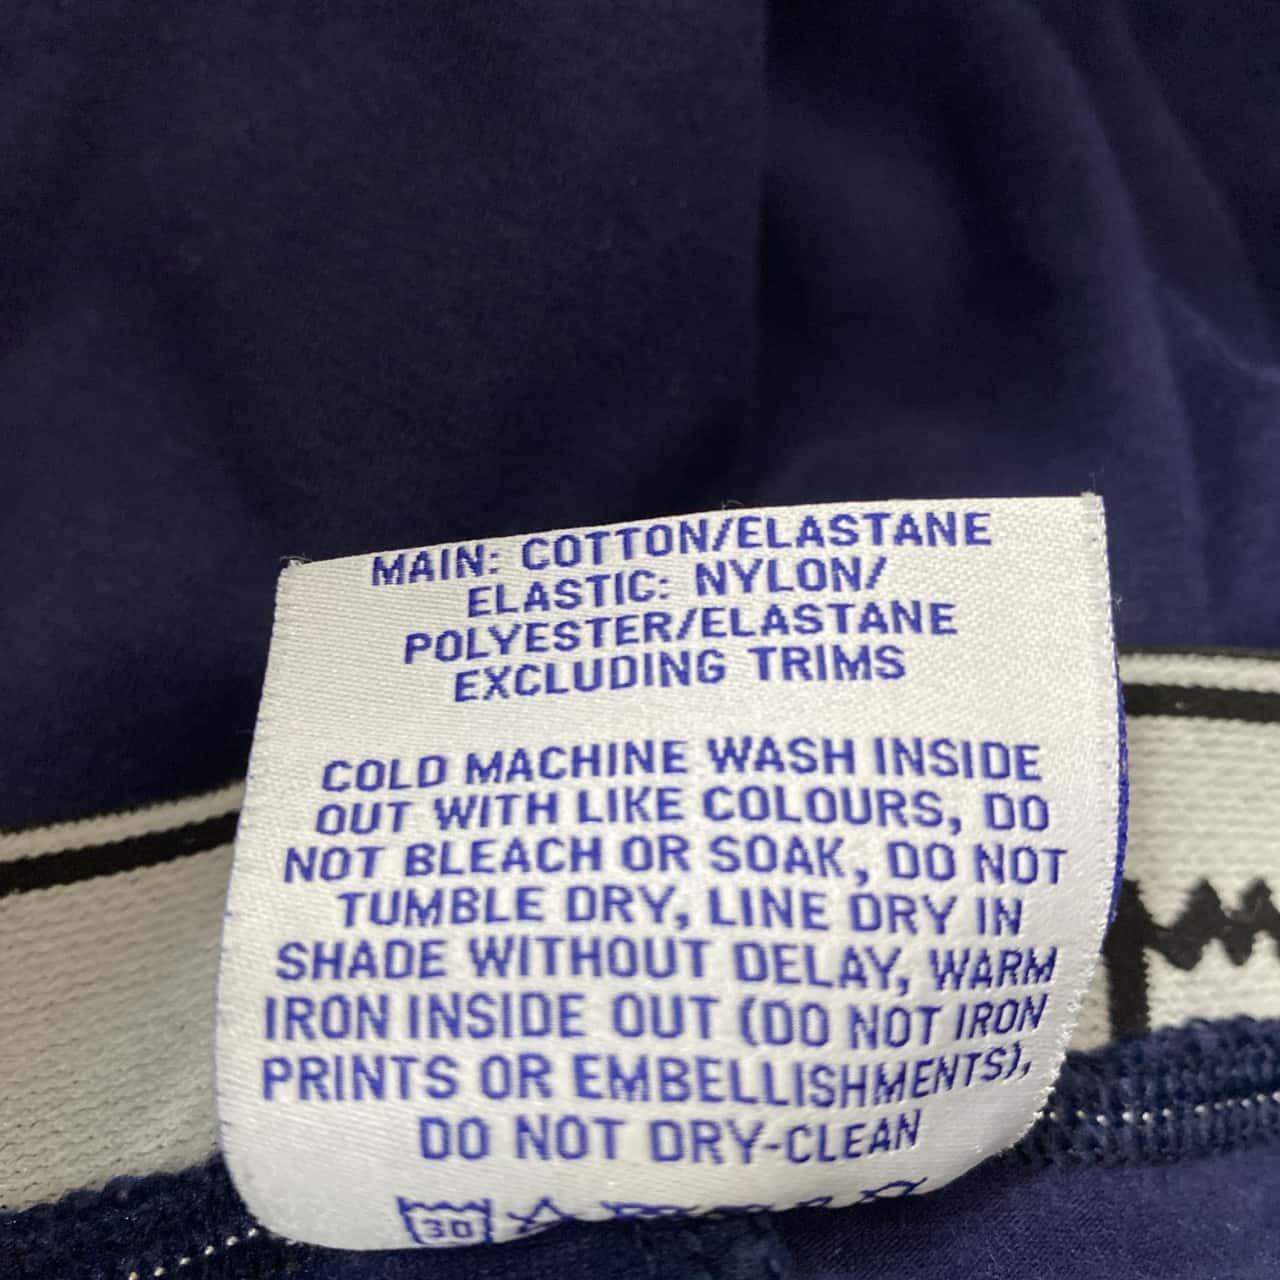 MAIN: COTTON/ELASTANE
ELASTIC: NYLON/
POLYESTER/ELASTANE
EXCLUDING TRIMS
COLD MACHINE WASH INSIDE
OUT WITH LIKE COLOURS, DO
NOT BLEACH OR SOAK, DO NOT
TUMBLE DRY, LINE DRY IN
SHADE WITHOUT DELAY, WARM
IRON INSIDE OUT (DO NOT IRON
PRINTS OR EMBELLISHMENTS),
DO NOT DRY-CLEAN
30